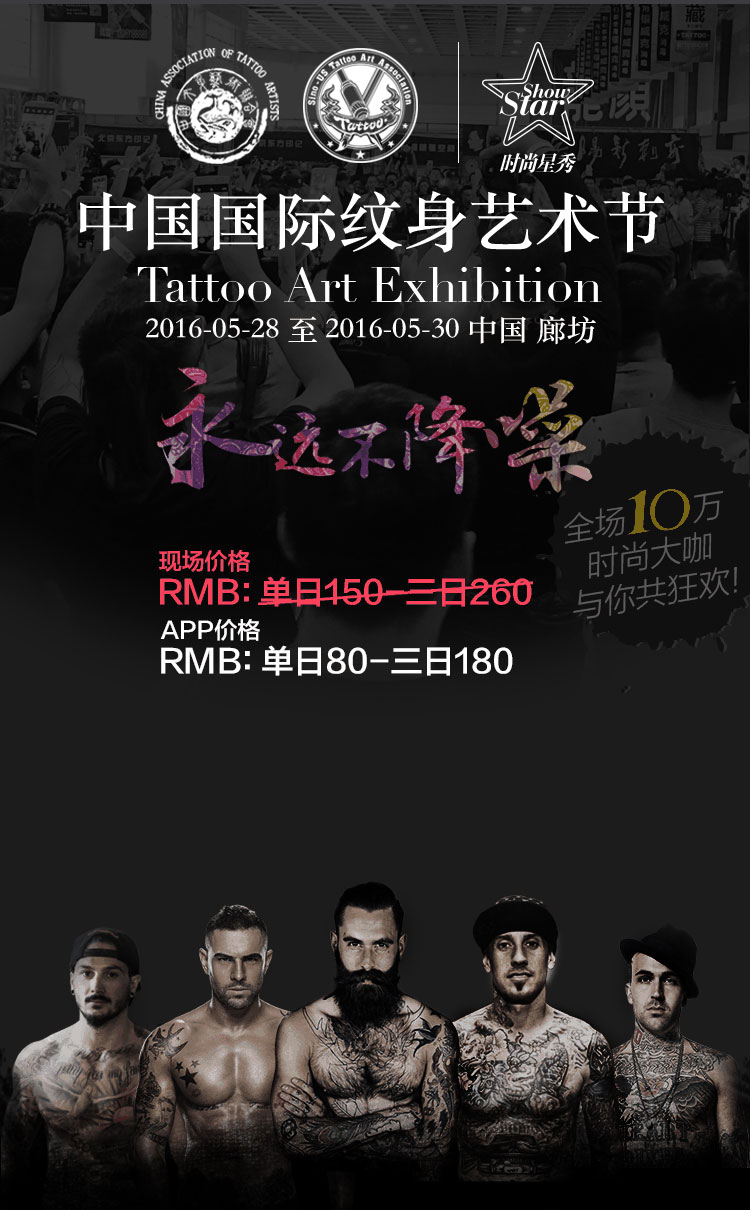 CHINA ASSOCIATION OF TATTOO ARTISTS
Sino-US Tattoo Art Association
Tattoo
Show
Star
时尚星秀
中国国际纹身艺术节
Tattoo Art Exhibition
2016-05-28 至 2016-05-30 中国 廊坊
永远不降噪
全场10万
时尚大咖
与你共狂欢!
现场价格
RMB: 单日150-三日260
APP价格
RMB: 单日80-三日180